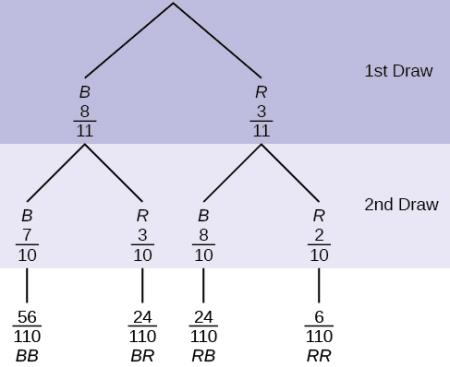 1st Draw
B R
8 3
11 11
2nd Draw
B R B R
7 3 8 2
10 10 10 10
56 24 24 6
110 110 110 110
BB BR RB RR